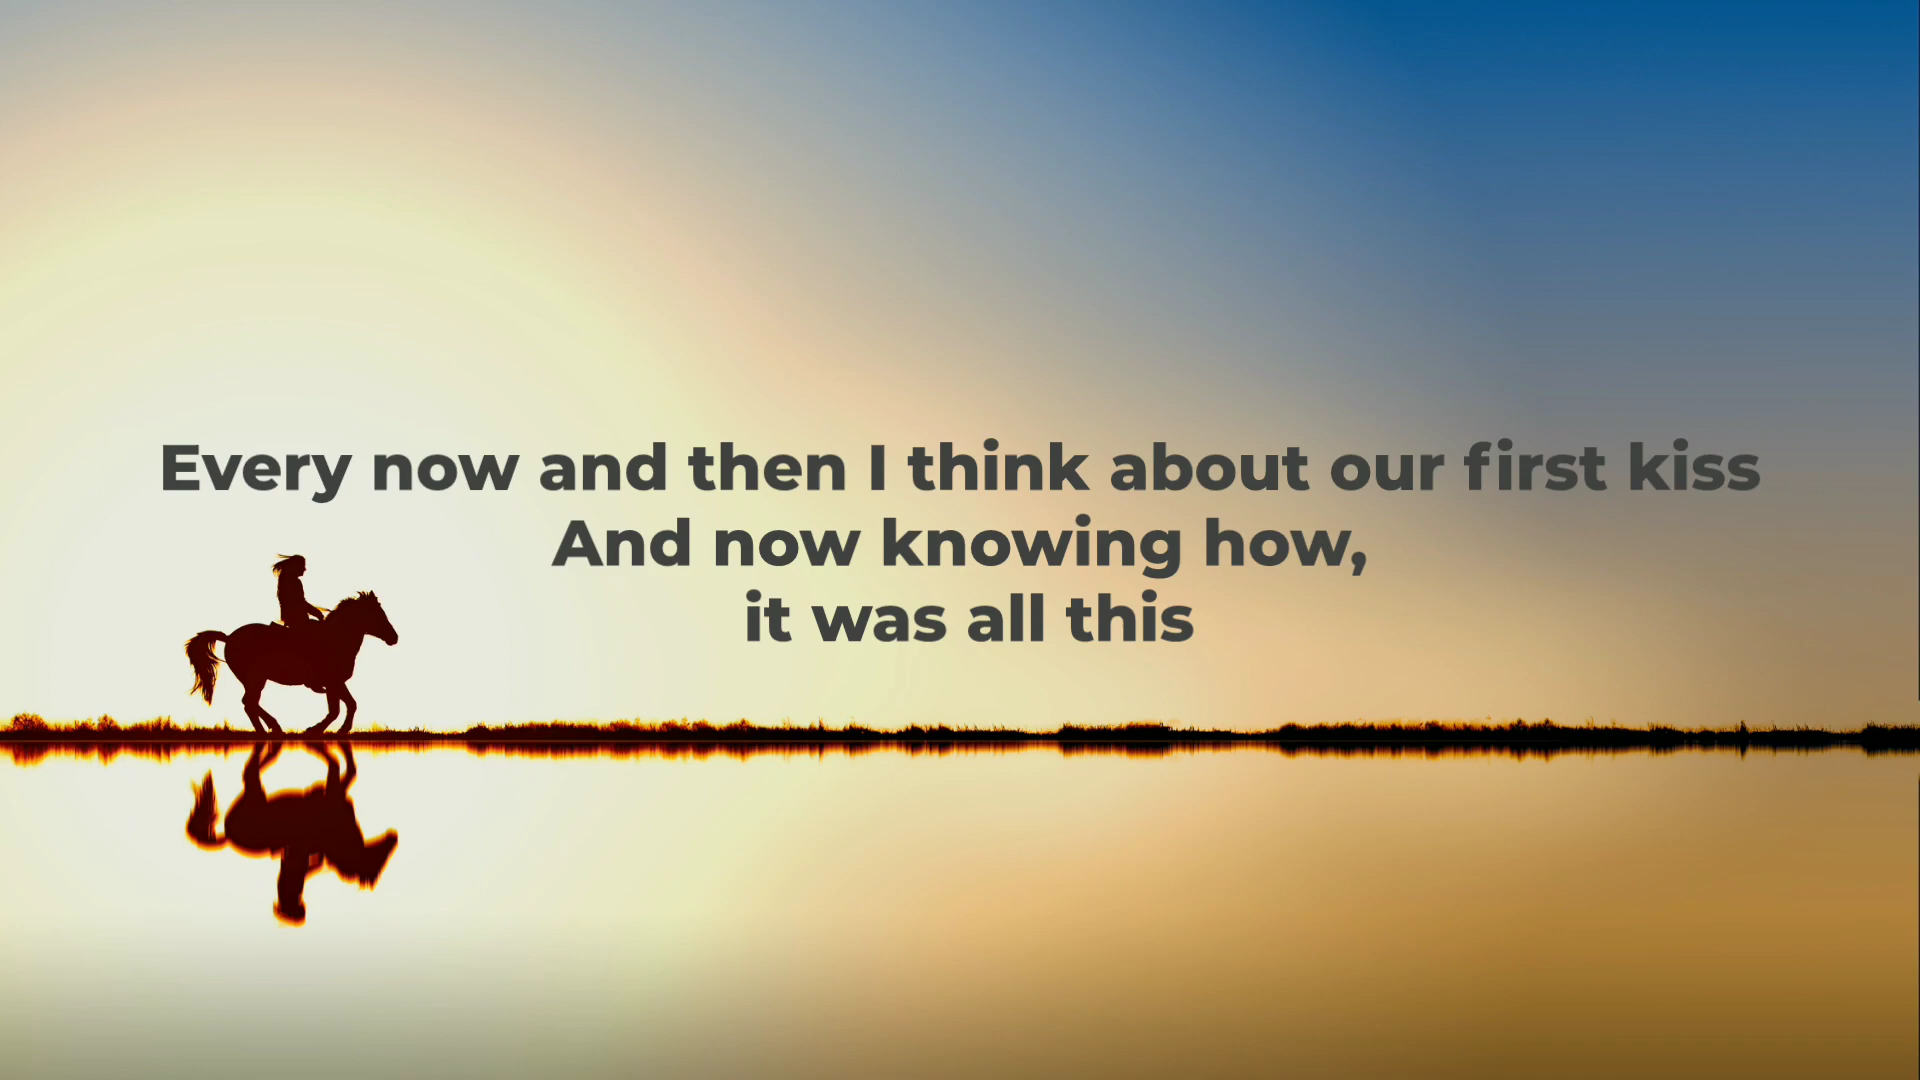 Every now and then I think about our first kiss
And now knowing how,
it was all this